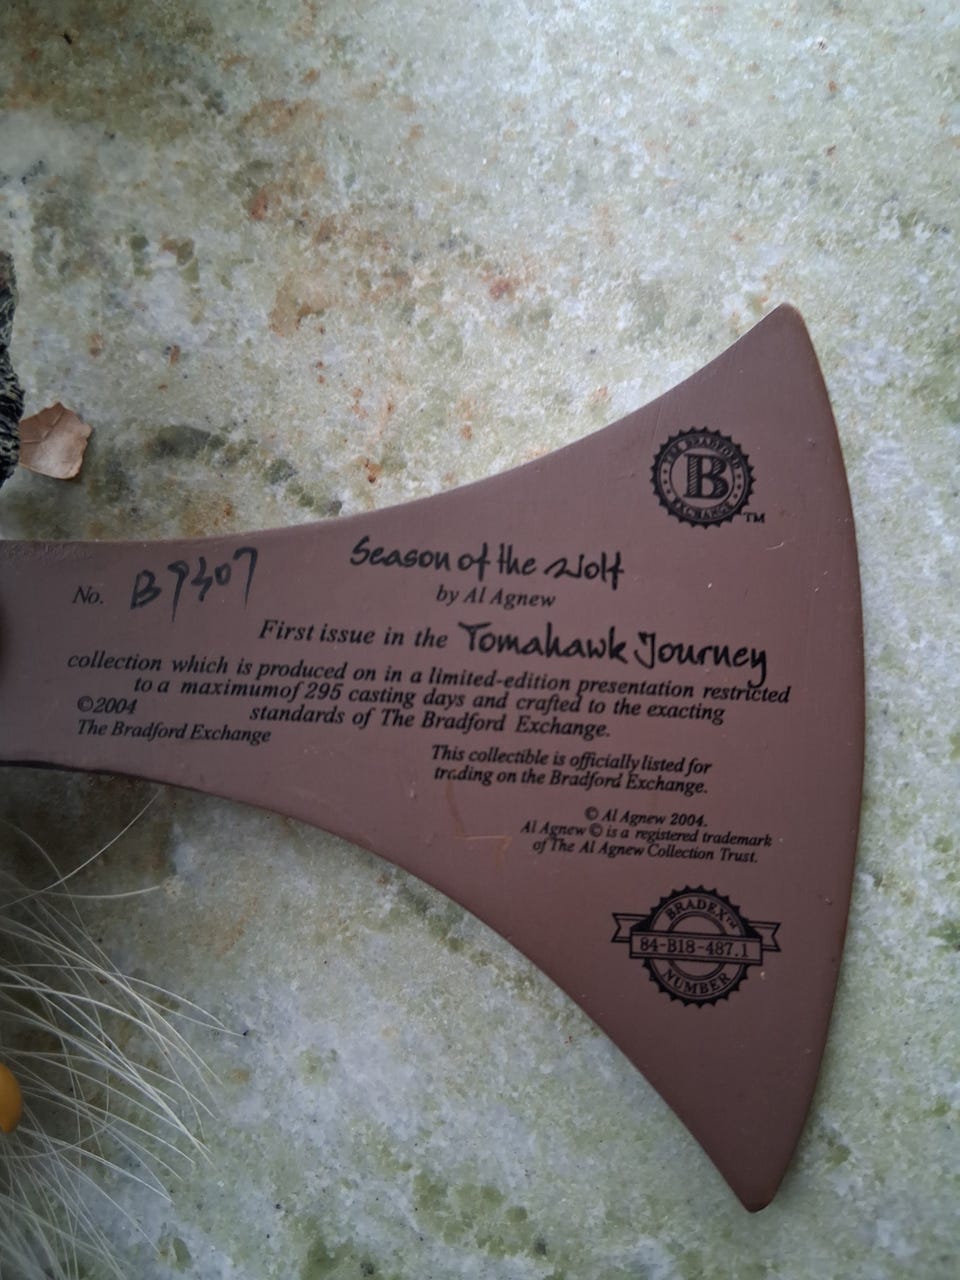 THE BRADFORD
B
EXCHANGE
TM
Season of the Wolf
No. B9307
by Al Agnew
First issue in the Tomahawk Journey
collection which is produced on in a limited-edition presentation restricted
to a maximumof 295 casting days and crafted to the exacting
©2004 standards of The Bradford Exchange.
The Bradford Exchange
This collectible is officially listed for
trading on the Bradford Exchange.
© Al Agnew 2004.
Al Agnew © is a registered trademark
of The Al Agnew Collection Trust.
BRADEX™
84-B18-487.1
NUMBER